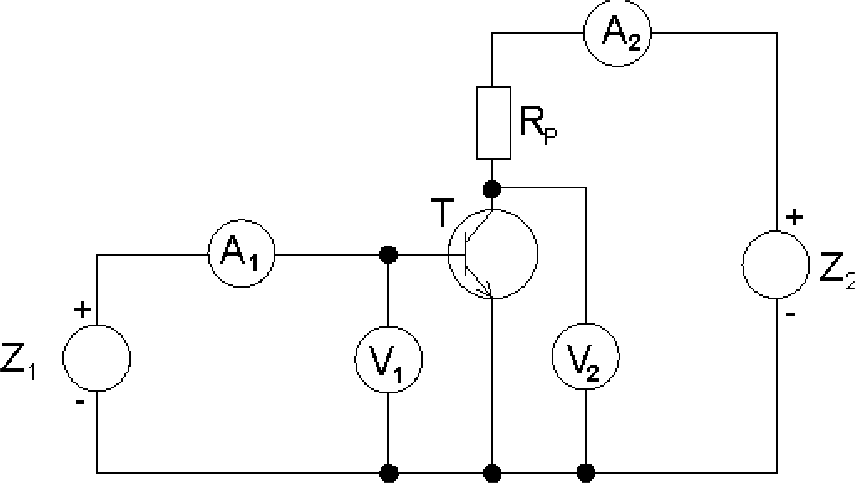 A2
RP
T
+
A1
Z2
+
-
Z1
V1
V2
-